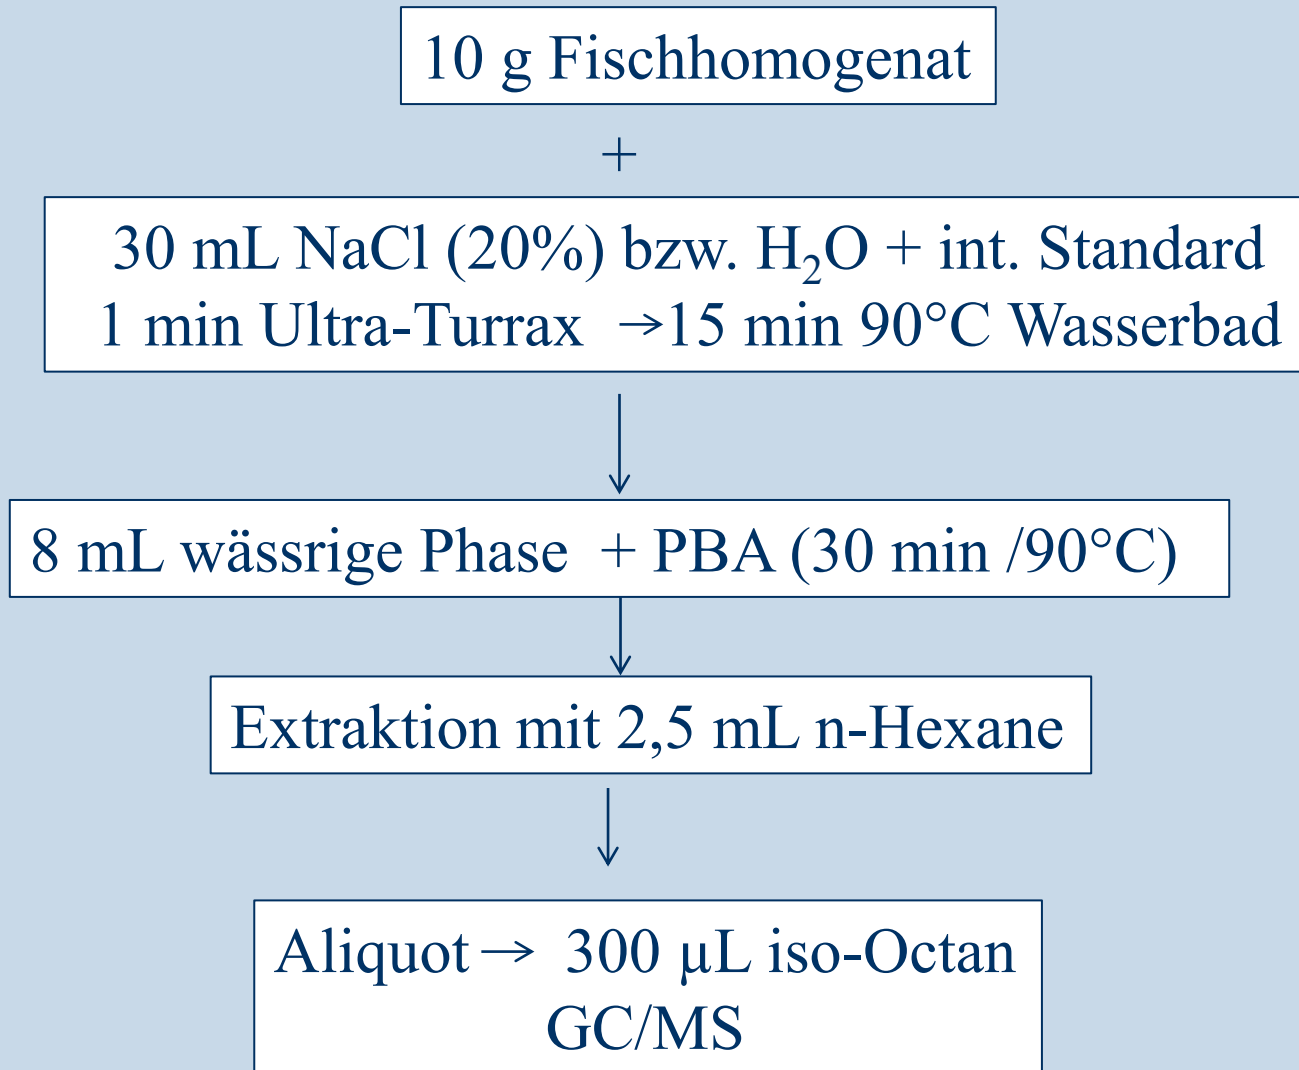 10 g Fischhomogenat
+
30 mL NaCl (20%) bzw. H₂O + int. Standard
1 min Ultra-Turrax →15 min 90°C Wasserbad
8 mL wässrige Phase + PBA (30 min /90°C)
Extraktion mit 2,5 mL n-Hexane
Aliquot → 300 µL iso-Octan
GC/MS